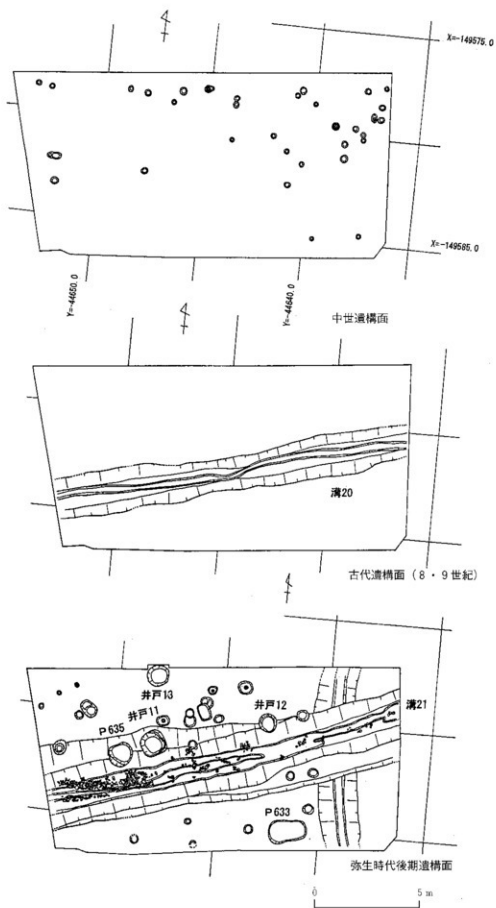 X=-149575.0
X=-149585.0
Y=-44650.0
Y=-44640.0
中世遺構面
溝20
古代遺構面(8・9世紀)
井戸13
井戸11
井戸12
P635
溝21
P633
弥生時代後期遺構面
0 5m